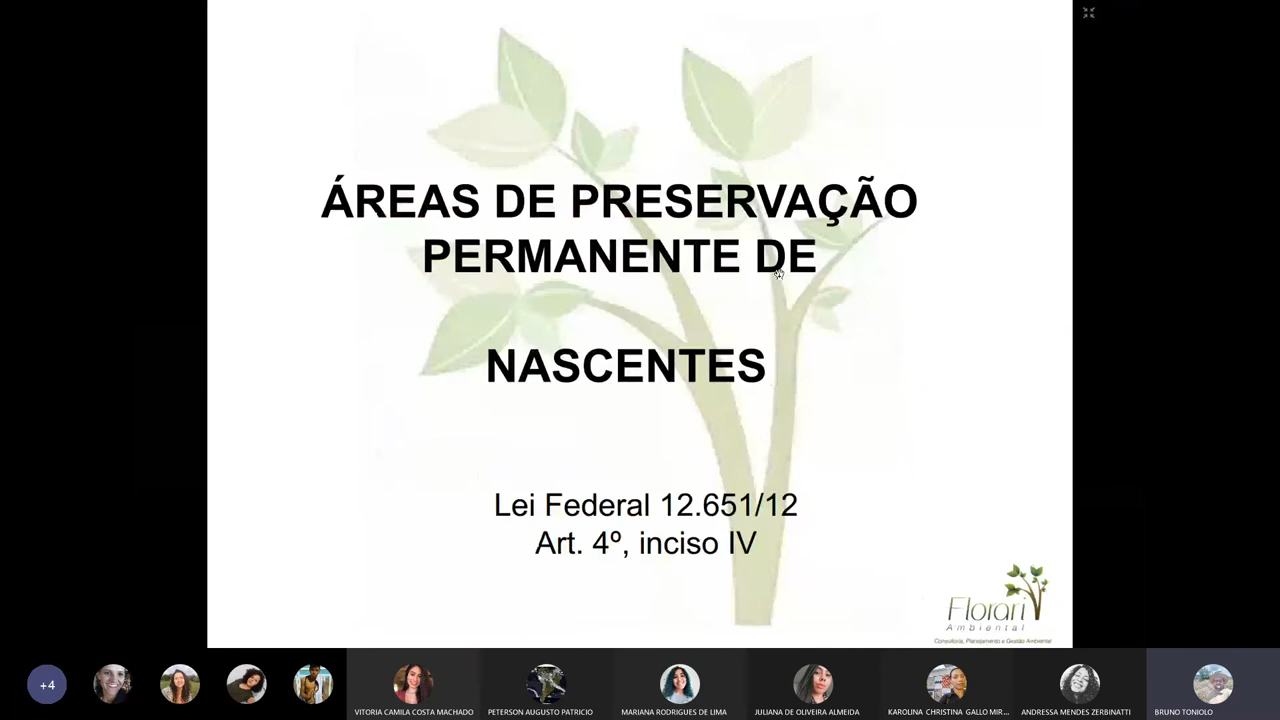 ÁREAS DE PRESERVAÇÃO
PERMANENTE DE
NASCENTES
Lei Federal 12.651/12
Art. 4º, inciso IV
Florari
Ambiental
Consultoria, Planejamento e Gestão Ambiental
+4
VITORIA CAMILA COSTA MACHADO
PETERSON AUGUSTO PATRICIO
MARIANA RODRIGUES DE LIMA
JULIANA DE OLIVEIRA ALMEIDA
KAROLINA CHRISTINA GALLO MIR...
ANDRESSA MENDES ZERBINATTI
BRUNO TONIOLO